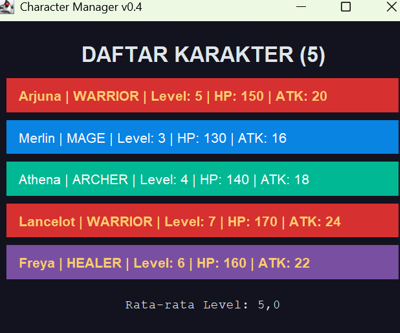 Character Manager v0.4
DAFTAR KARAKTER (5)
Arjuna | WARRIOR | Level: 5 | HP: 150 | ATK: 20
Merlin | MAGE | Level: 3 | HP: 130 | ATK: 16
Athena | ARCHER | Level: 4 | HP: 140 | ATK: 18
Lancelot | WARRIOR | Level: 7 | HP: 170 | ATK: 24
Freya | HEALER | Level: 6 | HP: 160 | ATK: 22
Rata-rata Level: 5,0